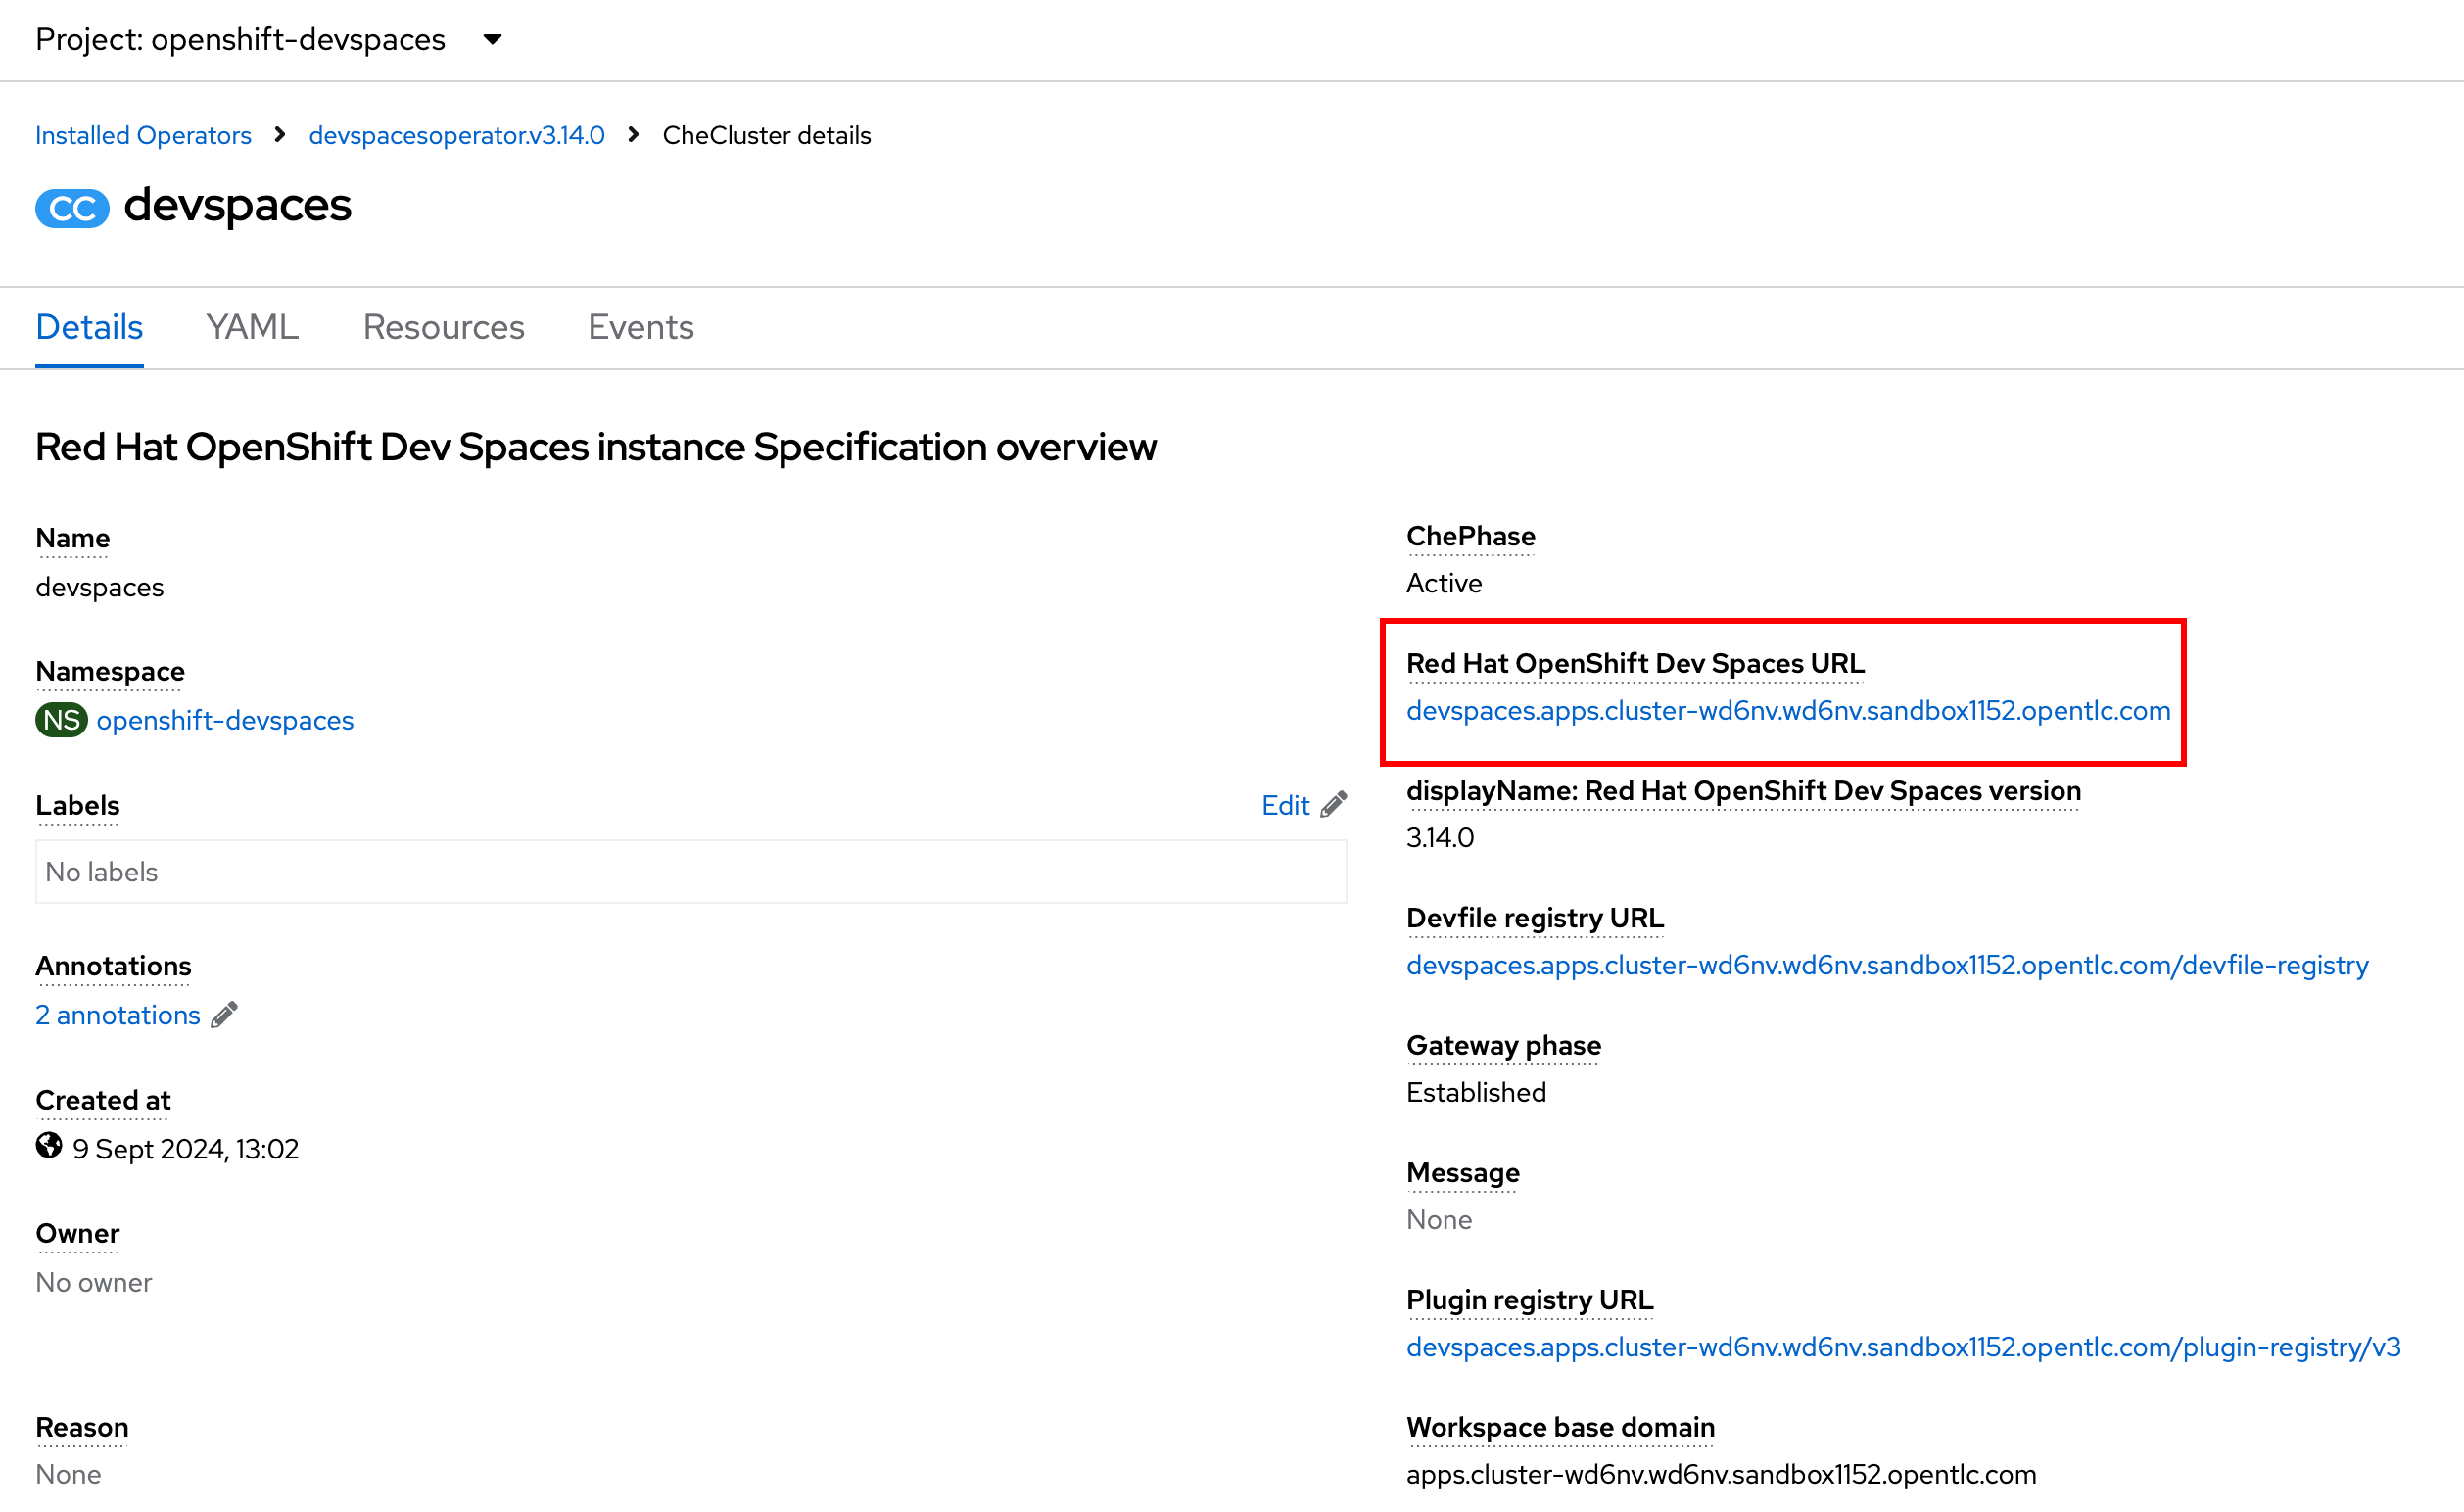 Project: openshift-devspaces
Installed Operators > devspacesoperator.v3.14.0 > CheCluster details
CC devspaces
Details YAML Resources Events
Red Hat OpenShift Dev Spaces instance Specification overview
Name
devspaces
Namespace
NS openshift-devspaces
Labels
Edit
No labels
Annotations
2 annotations
Created at
9 Sept 2024, 13:02
Owner
No owner
Reason
None
ChePhase
Active
Red Hat OpenShift Dev Spaces URL
devspaces.apps.cluster-wd6nv.wd6nv.sandbox1152.opentlc.com
displayName: Red Hat OpenShift Dev Spaces version
3.14.0
Devfile registry URL
devspaces.apps.cluster-wd6nv.wd6nv.sandbox1152.opentlc.com/devfile-registry
Gateway phase
Established
Message
None
Plugin registry URL
devspaces.apps.cluster-wd6nv.wd6nv.sandbox1152.opentlc.com/plugin-registry/v3
Workspace base domain
apps.cluster-wd6nv.wd6nv.sandbox1152.opentlc.com